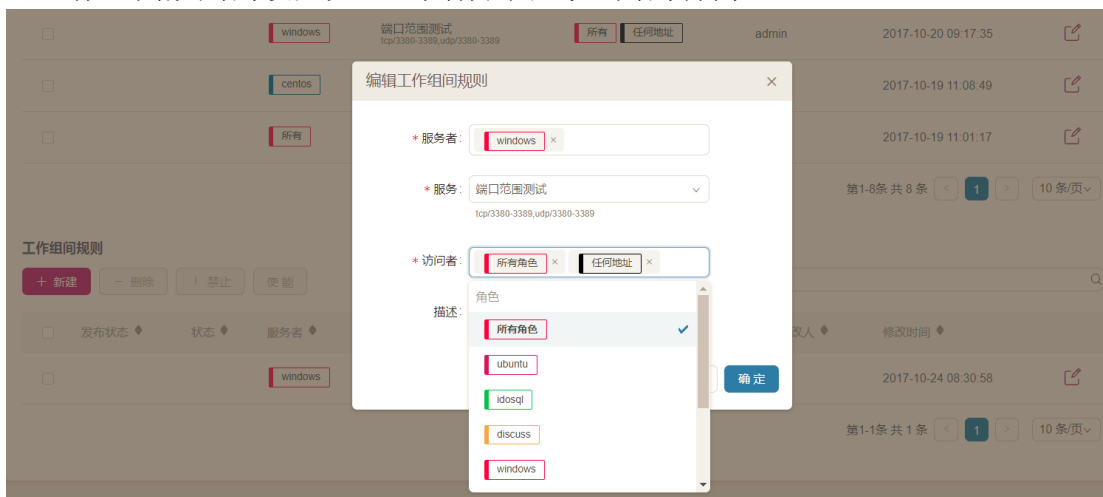 windows 端口范围测试 所有 任何地址 admin 2017-10-20 09:17:35
tcp/3380-3389,udp/3380-3389
centos 2017-10-19 11:08:49
所有 2017-10-19 11:01:17
第1-8条 共 8 条 < 1 > 10 条/页
编辑工作组间规则 ×
* 服务者: windows ×
* 服务: 端口范围测试
tcp/3380-3389,udp/3380-3389
* 访问者: 所有角色 × 任何地址 ×
角色
所有角色
ubuntu
idosql
discuss
windows
描述:
确定
工作组间规则
+ 新建 − 删除 ! 禁止 使能
发布状态 状态 服务者 改人 修改时间
windows 2017-10-24 08:30:58
第1-1条 共 1 条 < 1 > 10 条/页